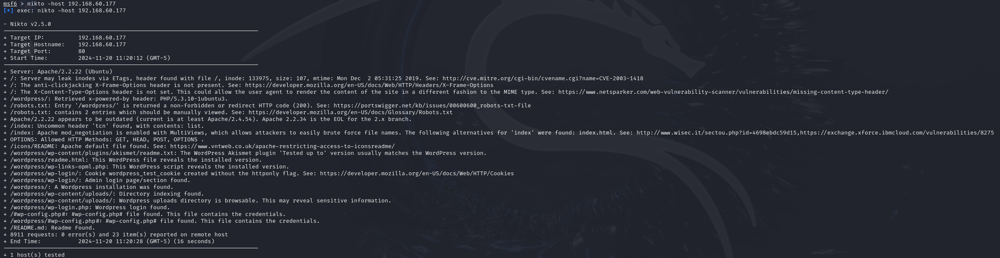 msf6 > nikto -host 192.168.60.177
[*] exec: nikto -host 192.168.60.177
- Nikto v2.5.0
+ Target IP:          192.168.60.177
+ Target Hostname:    192.168.60.177
+ Target Port:        80
+ Start Time:         2024-11-20 11:20:12 (GMT-5)
+ Server: Apache/2.2.22 (Ubuntu)
+ /: Server may leak inodes via ETags, header found with file /, inode: 133975, size: 107, mtime: Mon Dec  2 05:31:25 2019. See: http://cve.mitre.org/cgi-bin/cvename.cgi?name=CVE-2003-1418
+ /: The anti-clickjacking X-Frame-Options header is not present. See: https://developer.mozilla.org/en-US/docs/Web/HTTP/Headers/X-Frame-Options
+ /: The X-Content-Type-Options header is not set. This could allow the user agent to render the content of the site in a different fashion to the MIME type. See: https://www.netsparker.com/web-vulnerability-scanner/vulnerabilities/missing-content-type-header/
+ /wordpress/: Retrieved x-powered-by header: PHP/5.3.10-1ubuntu3.
+ /robots.txt: Entry '/wordpress/' is returned a non-forbidden or redirect HTTP code (200). See: https://portswigger.net/kb/issues/00600600_robots-txt-file
+ /robots.txt: contains 2 entries which should be manually viewed. See: https://developer.mozilla.org/en-US/docs/Glossary/Robots.txt
+ Apache/2.2.22 appears to be outdated (current is at least Apache/2.4.54). Apache 2.2.34 is the EOL for the 2.x branch.
+ /index: Uncommon header 'tcn' found, with contents: list.
+ /index: Apache mod_negotiation is enabled with MultiViews, which allows attackers to easily brute force file names. The following alternatives for 'index' were found: index.html. See: http://www.wisec.it/sectou.php?id=4698ebdc59d15,https://exchange.xforce.ibmcloud.com/vulnerabilities/8275
+ OPTIONS: Allowed HTTP Methods: GET, HEAD, POST, OPTIONS .
+ /icons/README: Apache default file found. See: https://www.vntweb.co.uk/apache-restricting-access-to-iconsreadme/
+ /wordpress/wp-content/plugins/akismet/readme.txt: The WordPress Akismet plugin 'Tested up to' version usually matches the WordPress version.
+ /wordpress/readme.html: This WordPress file reveals the installed version.
+ /wordpress/wp-links-opml.php: This WordPress script reveals the installed version.
+ /wordpress/wp-login/: Cookie wordpress_test_cookie created without the httponly flag. See: https://developer.mozilla.org/en-US/docs/Web/HTTP/Cookies
+ /wordpress/wp-login/: Admin login page/section found.
+ /wordpress/: A Wordpress installation was found.
+ /wordpress/wp-content/uploads/: Directory indexing found.
+ /wordpress/wp-content/uploads/: Wordpress uploads directory is browsable. This may reveal sensitive information.
+ /wordpress/wp-login.php: Wordpress login found.
+ /#wp-config.php#: #wp-config.php# file found. This file contains the credentials.
+ /wordpress/#wp-config.php#: #wp-config.php# file found. This file contains the credentials.
+ /README.md: Readme Found.
+ 8911 requests: 0 error(s) and 23 item(s) reported on remote host
+ End Time:           2024-11-20 11:20:28 (GMT-5) (16 seconds)
+ 1 host(s) tested